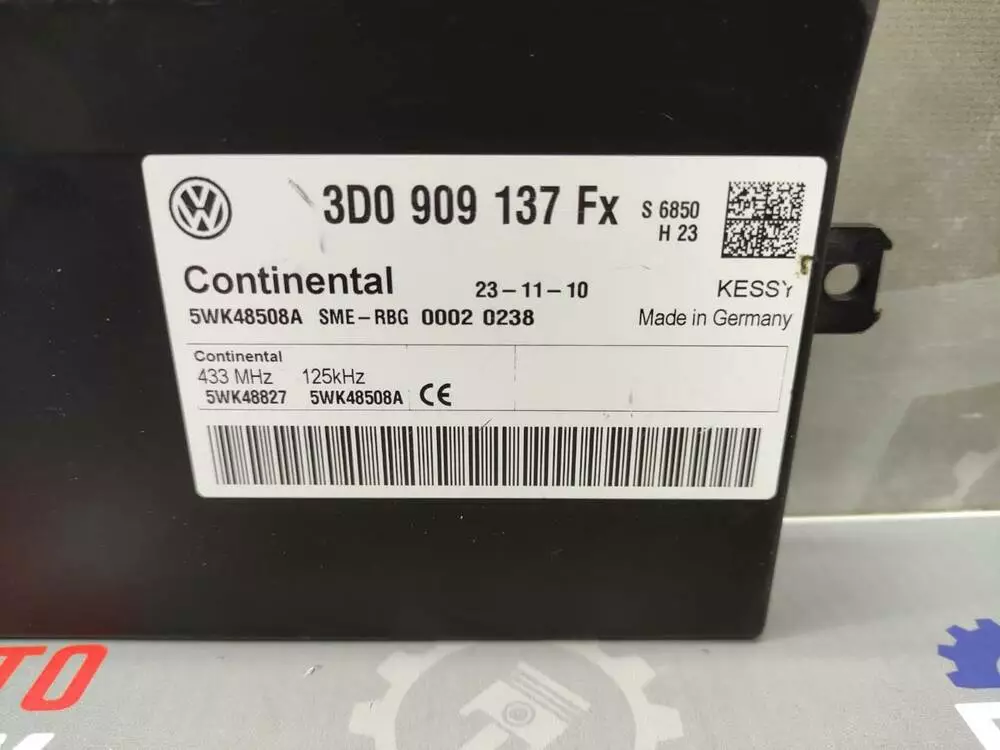 3D0 909 137 Fx
S 6850
H 23
Continental
23-11-10
KESSY
5WK48508A SME-RBG 0002 0238
Made in Germany
Continental
433 MHz 125kHz
5WK48827 5WK48508A CE